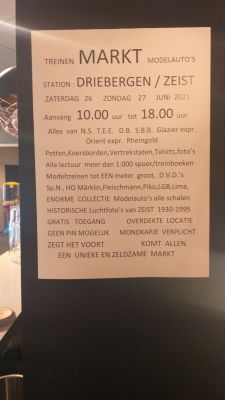 TREINEN MARKT MODELAUTO'S
STATION : DRIEBERGEN / ZEIST
ZATERDAG 26 ZONDAG 27 JUNI 2021
Aanvang 10.00 uur tot 18.00 uur
Alles van N.S. T.E.E. D.B. S.B.B. Glazier expr.
Orient expr. Rheingold
Petten,Koersborden,Vertrekstaten,Tshirts,foto's
Alle lectuur meer dan 1.000 spoor/treinboeken
Modeltreinen tot EEN meter groot, D.V.D.'s
Sp.N , HO Märklin,Fleischmann,Piko,LGB,Lima,
ENORME COLLECTIE Modelauto's alle schalen
HISTORISCHE Luchtfoto's van ZEIST 1930-1995
GRATIS TOEGANG OVERDEKTE LOCATIE
GEEN PIN MOGELIJK MONDKAPJE VERPLICHT
ZEGT HET VOORT KOMT ALLEN
EEN UNIEKE EN ZELDZAME MARKT